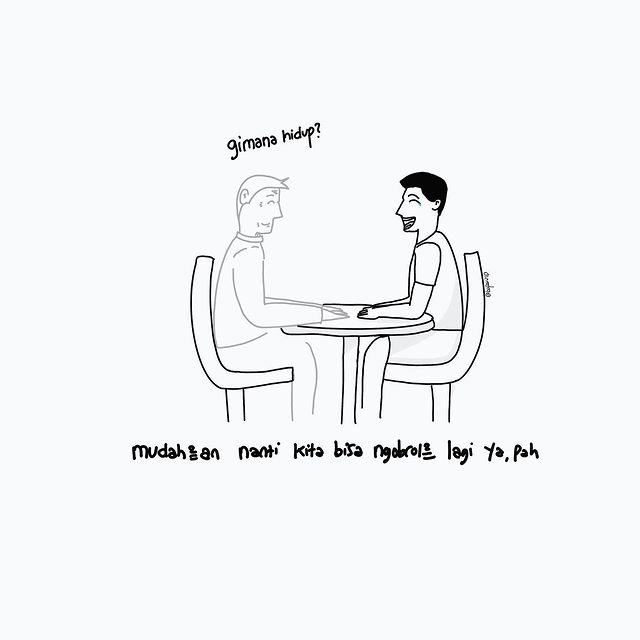 gimana hidup?
mudah2an nanti kita bisa ngobrol2 lagi ya, pah